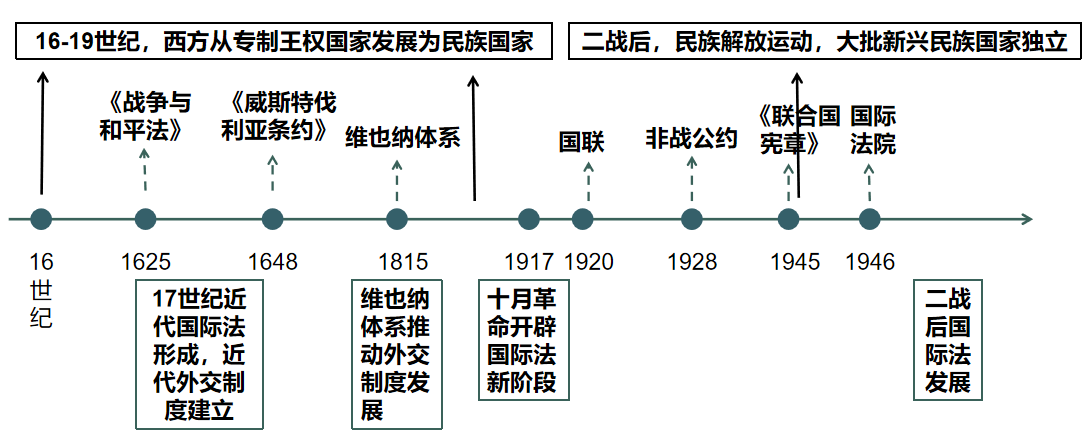 16-19世纪，西方从专制王权国家发展为民族国家
二战后，民族解放运动，大批新兴民族国家独立
《战争与
和平法》
《威斯特伐
利亚条约》
维也纳体系
国联
非战公约
《联合国
宪章》
国际
法院
16
世
纪
1625
1648
1815
1917
1920
1928
1945
1946
17世纪近
代国际法
形成，近
代外交制
度建立
维也纳
体系推
动外交
制度发
展
十月革
命开辟
国际法
新阶段
二战
后国
际法
发展